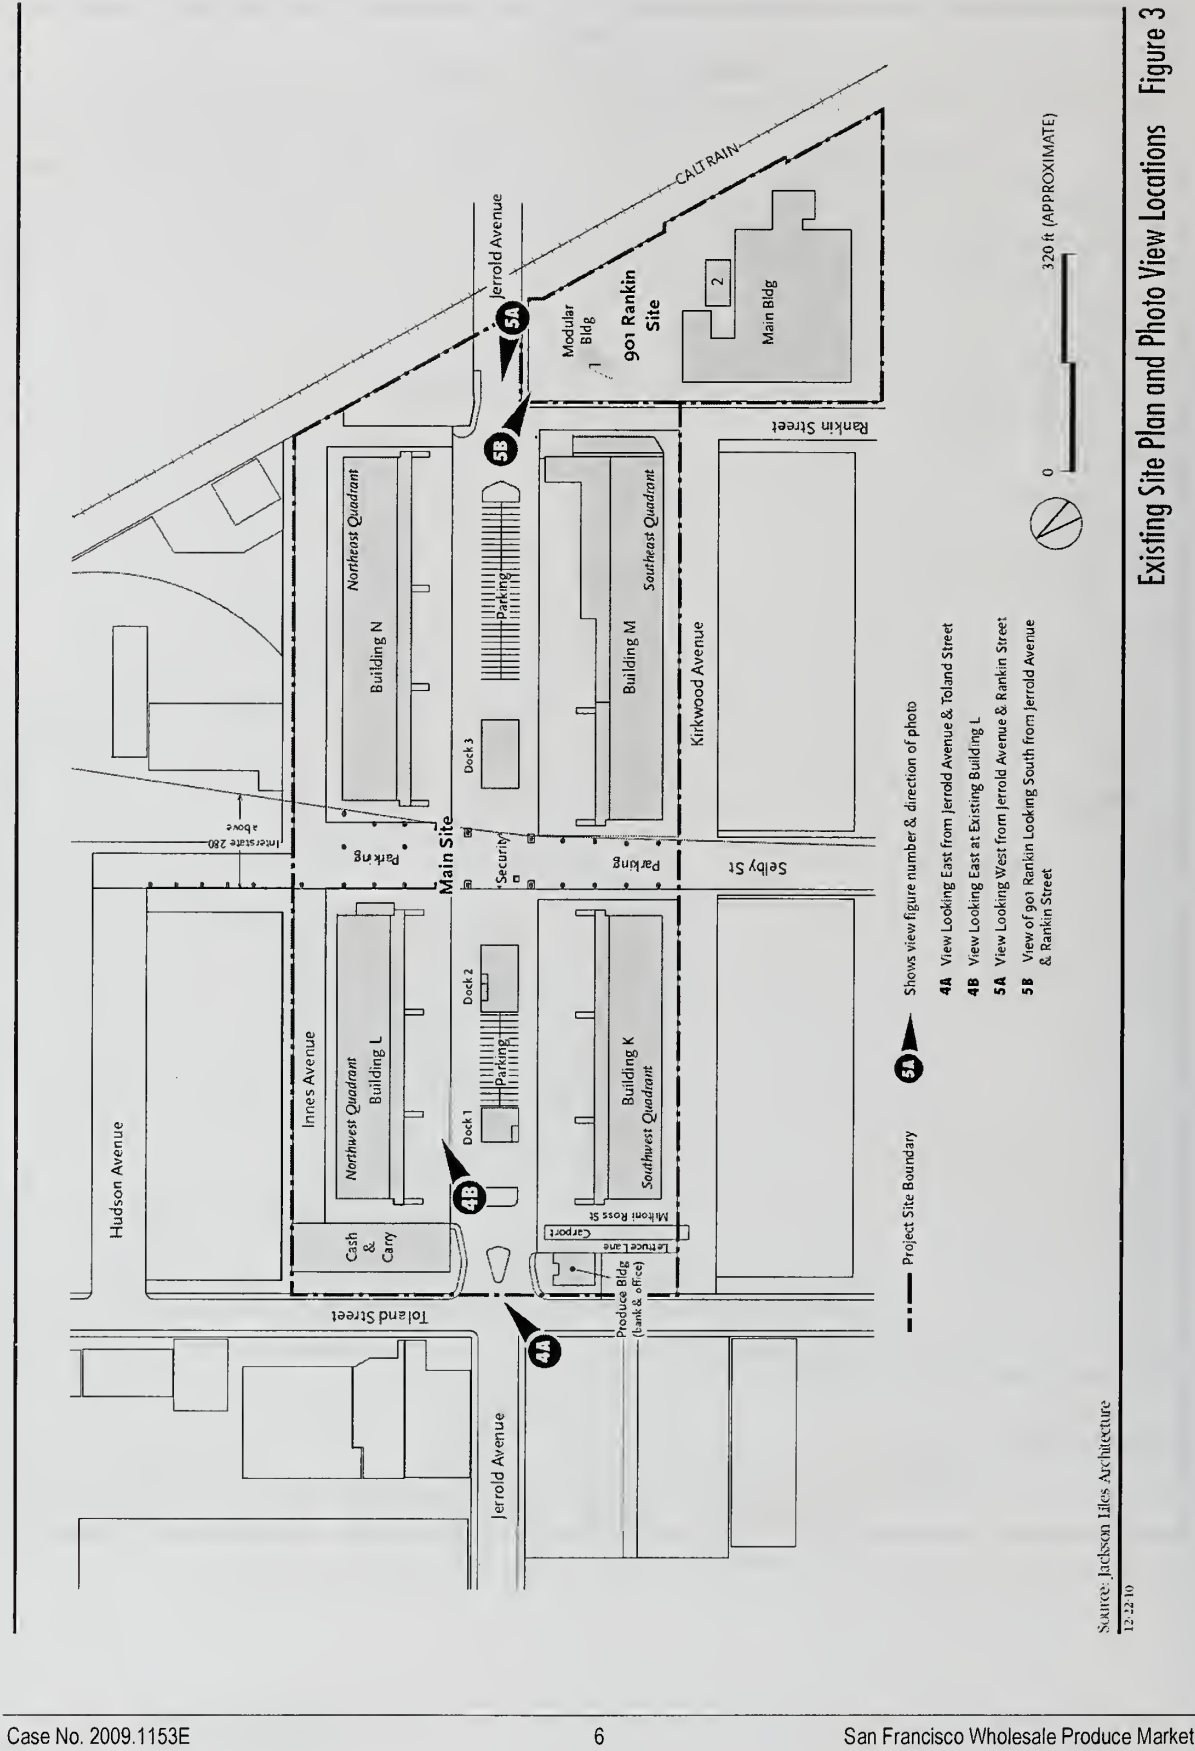 Hudson Avenue
Innes Avenue
Interstate 280
above
CALTRAIN
Toland Street
Cash
&
Carry
Northwest Quadrant
Building L
Parking
Northeast Quadrant
Building N
Main Site
4B
Dock 1
Dock 2
Dock 3
Jerrold Avenue
4A
Parking
Security
Parking
5B
5A
Jerrold Avenue
Produce Bldg
(bank & office)
Lettuce Lane
Carport
Miltoni Ross St
Building K
Southwest Quadrant
Parking
Building M
Southeast Quadrant
Modular
Bldg
1
901 Rankin
Site
2
Main Bldg
Selby St
Kirkwood Avenue
Rankin Street
Project Site Boundary
5A Shows view figure number & direction of photo
4A View Looking East from Jerrold Avenue & Toland Street
4B View Looking East at Existing Building L
5A View Looking West from Jerrold Avenue & Rankin Street
5B View of 901 Rankin Looking South from Jerrold Avenue
& Rankin Street
0 320 ft (APPROXIMATE)
Source: Jackson Liles Architecture
12-22-10
Existing Site Plan and Photo View Locations Figure 3
Case No. 2009.1153E 6 San Francisco Wholesale Produce Market